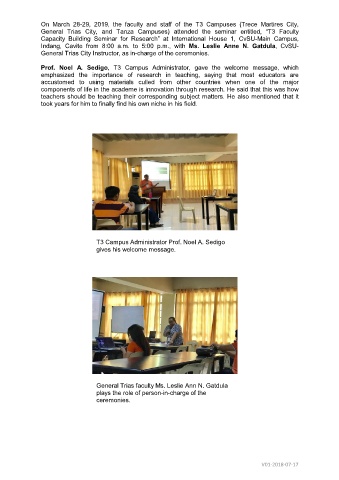 On March 28-29, 2019, the faculty and staff of the T3 Campuses (Trece Martires City,
General Trias City, and Tanza Campuses) attended the seminar entitled, "T3 Faculty
Capacity Building Seminar for Research" at International House 1, CvSU-Main Campus,
Indang, Cavite from 8:00 a.m. to 5:00 p.m., with Ms. Leslie Anne N. Gatdula, CvSU-
General Trias City Instructor, as in-charge of the ceremonies.
Prof. Noel A. Sedigo, T3 Campus Administrator, gave the welcome message, which
emphasized the importance of research in teaching, saying that most educators are
accustomed to using materials culled from other countries when one of the major
components of life in the academe is innovation through research. He said that this was how
teachers should be teaching their corresponding subject matters. He also mentioned that it
took years for him to finally find his own niche in his field.
T3 Campus Administrator Prof. Noel A. Sedigo
gives his welcome message.
General Trias faculty Ms. Leslie Ann N. Gatdula
plays the role of person-in-charge of the
ceremonies.
V01-2018-07-17